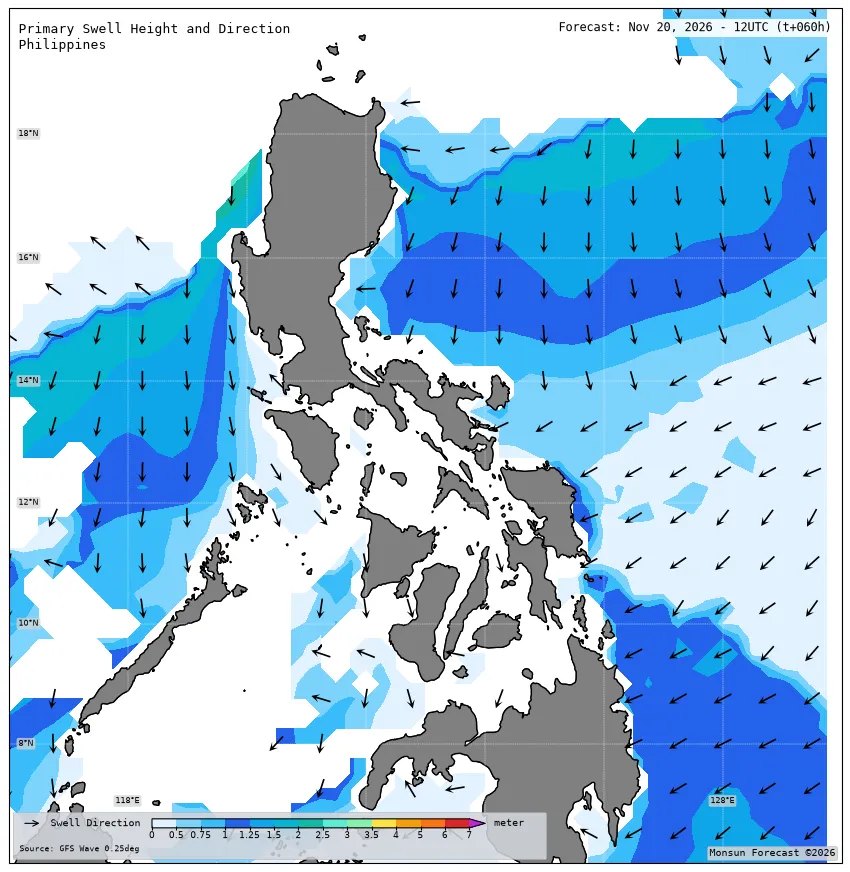 Primary Swell Height and Direction
Philippines
Forecast: Nov 20, 2026 - 12UTC (t+060h)
18°N
16°N
14°N
12°N
10°N
8°N
118°E
128°E
Swell Direction
0 0.5 0.75 1 1.25 1.5 2 2.5 3 3.5 4 5 6 7
meter
Source: GFS Wave 0.25deg
Monsun Forecast ©2026